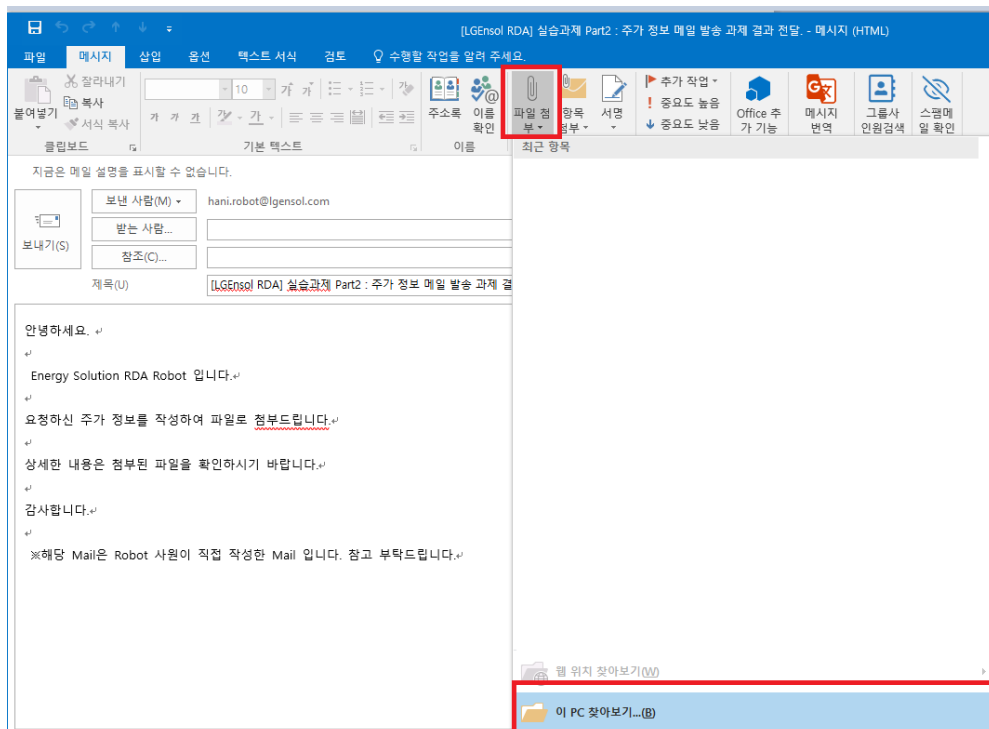 [LGEnsol RDA] 실습과제 Part2 : 주가 정보 메일 발송 과제 결과 전달. - 메시지 (HTML)
파일 메시지 삽입 옵션 텍스트 서식 검토 수행할 작업을 알려 주세요.
잘라내기
복사
서식 복사
붙여넣기
클립보드
10
가 가 가 가 가
기본 텍스트
주소록
이름 확인
이름
파일 첨부
항목 첨부
서명
추가 작업
중요도 높음
중요도 낮음
Office 추가 기능
메시지 번역
그룹사 인원검색
스팸메일 확인
최근 항목
지금은 메일 설명을 표시할 수 없습니다.
보내기(S)
보낸 사람(M) hani.robot@lgensol.com
받는 사람...
참조(C)...
제목(U) [LGEnsol RDA] 실습과제 Part2 : 주가 정보 메일 발송 과제 결
안녕하세요.
Energy Solution RDA Robot 입니다.
요청하신 주가 정보를 작성하여 파일로 첨부드립니다.
상세한 내용은 첨부된 파일을 확인하시기 바랍니다.
감사합니다.
※해당 Mail은 Robot 사원이 직접 작성한 Mail 입니다. 참고 부탁드립니다.
웹 위치 찾아보기(W)
이 PC 찾아보기...(B)